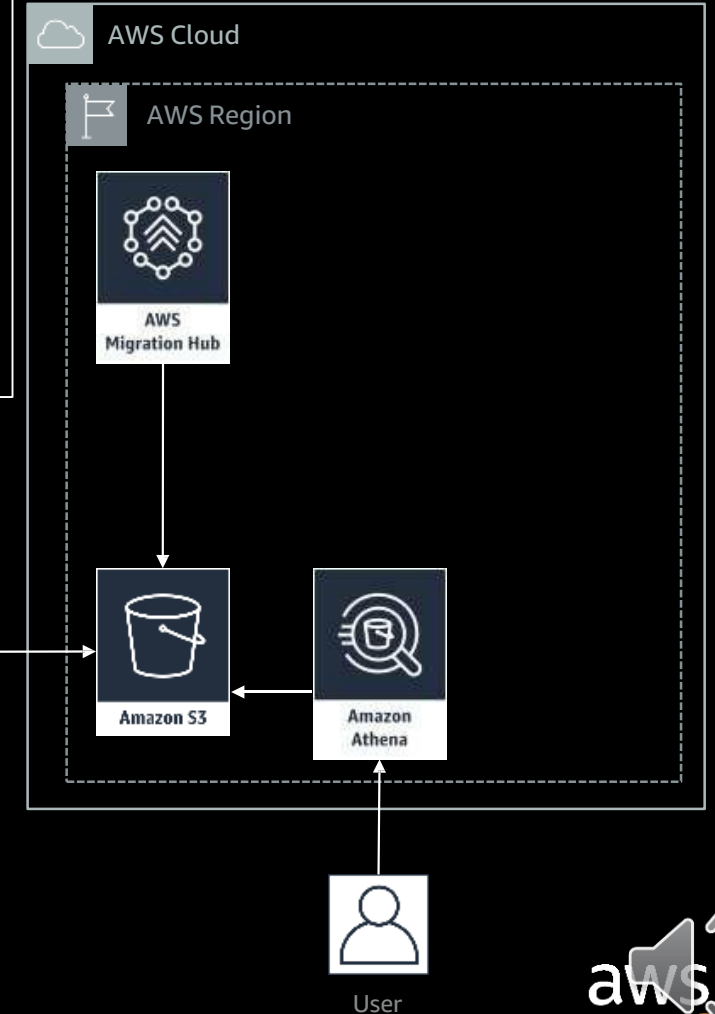 AWS Cloud
AWS Region
AWS
Migration Hub
Amazon S3
Amazon
Athena
User
aws